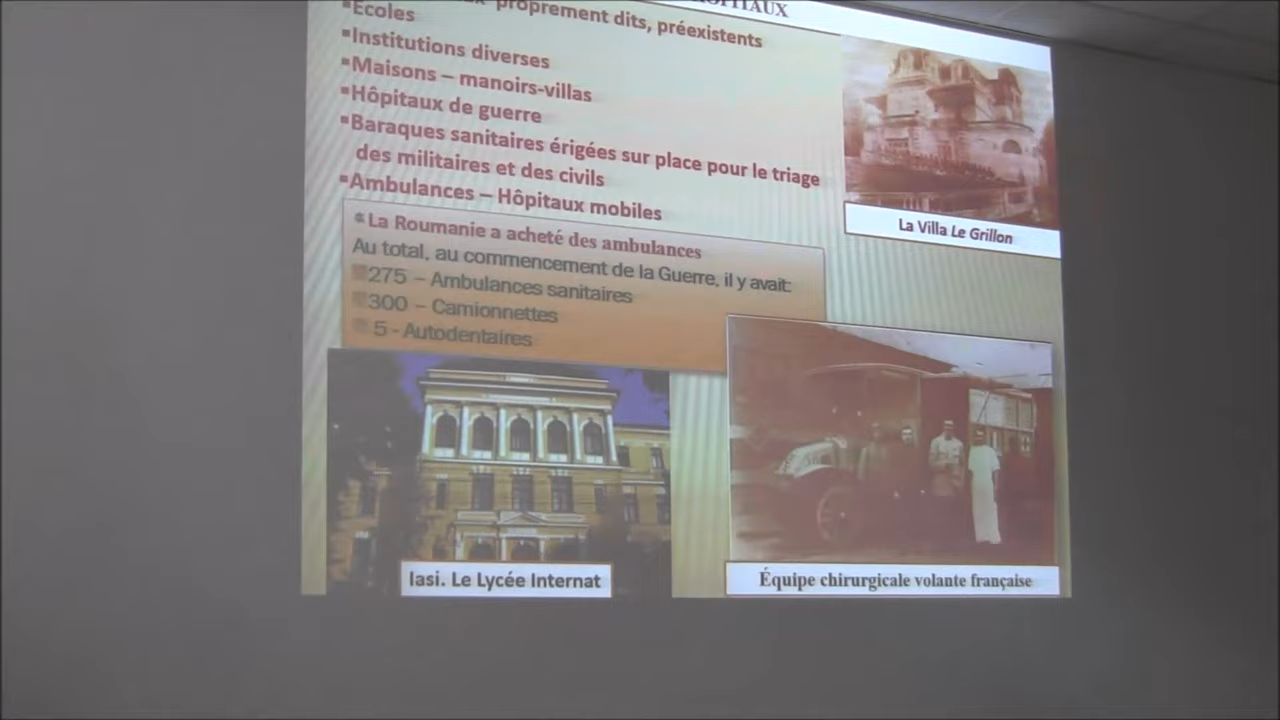 proprement dits, préexistents
▪Ecoles
▪Institutions diverses
▪Maisons – manoirs-villas
▪Hôpitaux de guerre
▪Baraques sanitaires érigées sur place pour le triage
des militaires et des civils
▪Ambulances – Hôpitaux mobiles
La Roumanie a acheté des ambulances
Au total, au commencement de la Guerre, il y avait:
275 – Ambulances sanitaires
300 – Camionnettes
5 - Autodentaires
La Villa Le Grillon
Iasi. Le Lycée Internat
Équipe chirurgicale volante française